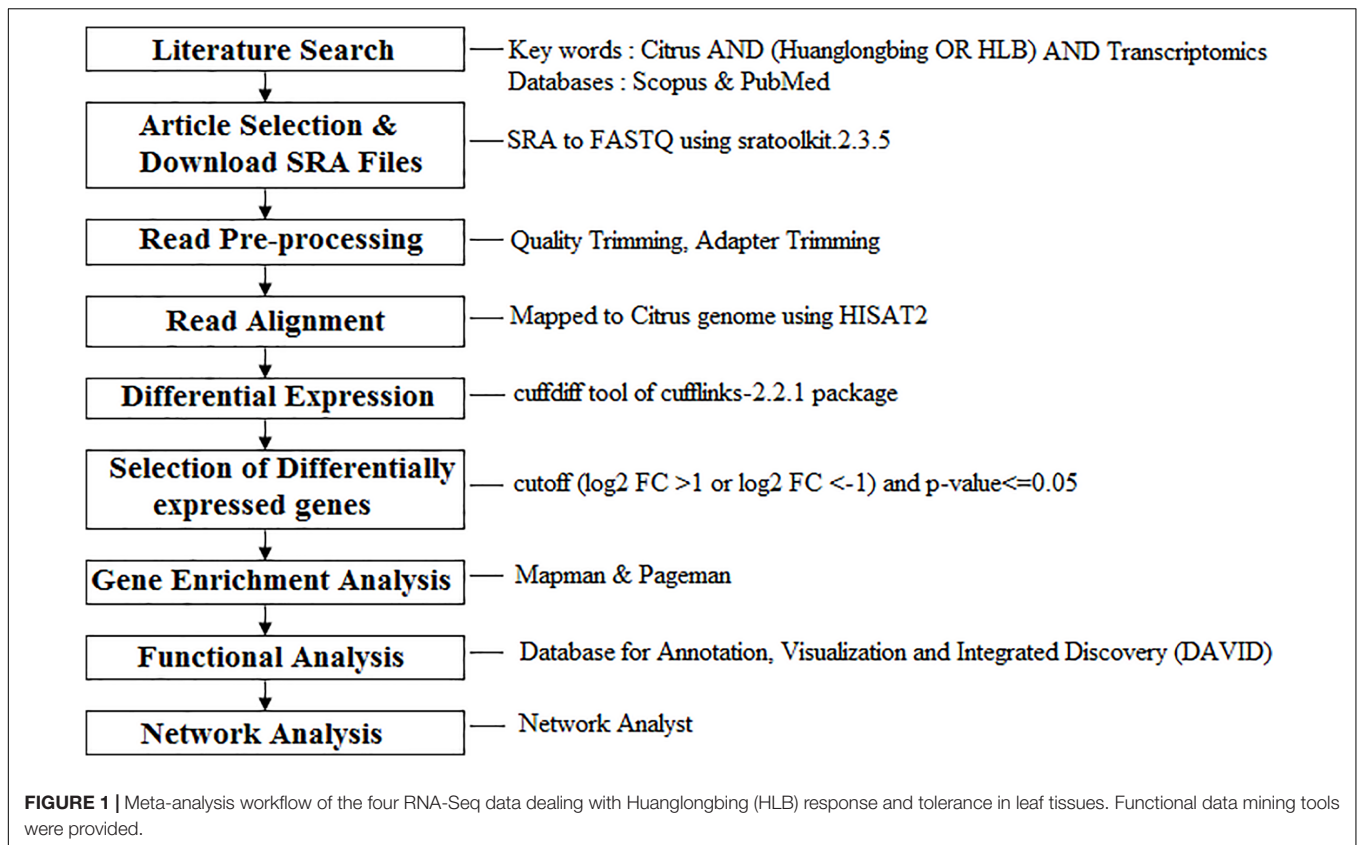 Literature Search
Key words : Citrus AND (Huanglongbing OR HLB) AND Transcriptomics
Databases : Scopus & PubMed
Article Selection &
Download SRA Files
SRA to FASTQ using sratoolkit.2.3.5
Read Pre-processing
Quality Trimming, Adapter Trimming
Read Alignment
Mapped to Citrus genome using HISAT2
Differential Expression
cuffdiff tool of cufflinks-2.2.1 package
Selection of Differentially
expressed genes
cutoff (log2 FC >1 or log2 FC <-1) and p-value<=0.05
Gene Enrichment Analysis
Mapman & Pageman
Functional Analysis
Database for Annotation, Visualization and Integrated Discovery (DAVID)
Network Analysis
Network Analyst
FIGURE 1 | Meta-analysis workflow of the four RNA-Seq data dealing with Huanglongbing (HLB) response and tolerance in leaf tissues. Functional data mining tools
were provided.